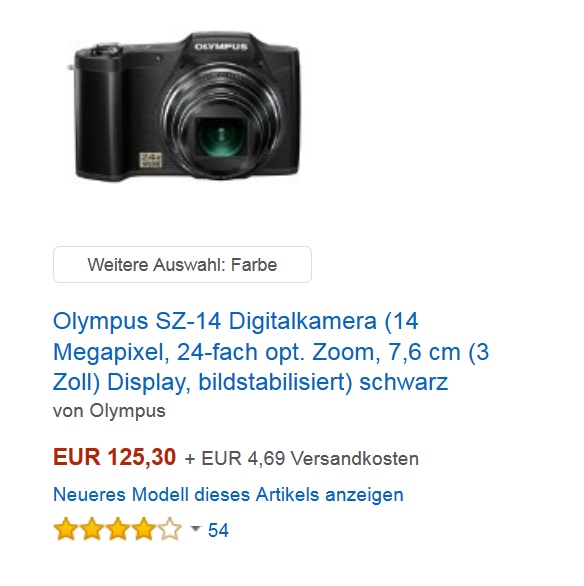 OLYMPUS
24x
WIDE
Weitere Auswahl: Farbe
Olympus SZ-14 Digitalkamera (14
Megapixel, 24-fach opt. Zoom, 7,6 cm (3
Zoll) Display, bildstabilisiert) schwarz
von Olympus
EUR 125,30 + EUR 4,69 Versandkosten
Neueres Modell dieses Artikels anzeigen
54